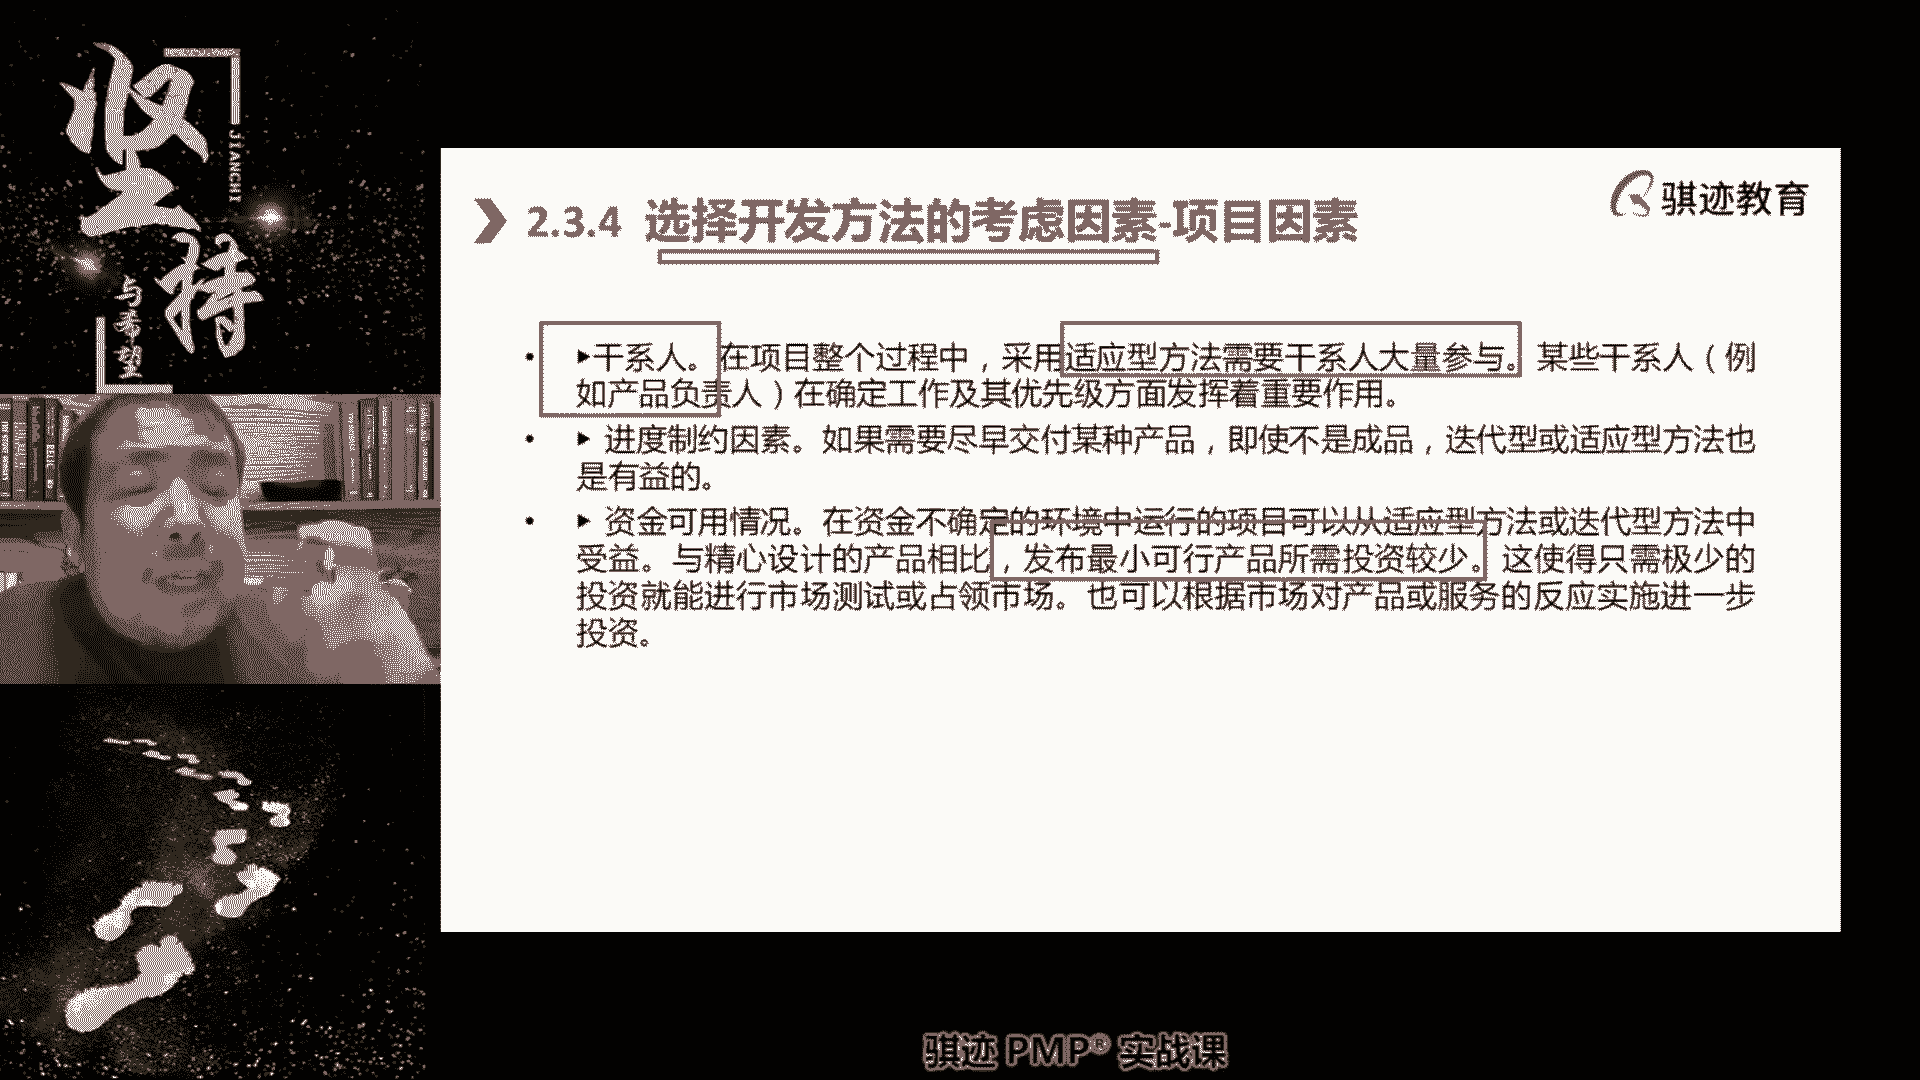 坚持
JIANCHI
与希望
骐迹教育
2.3.4 选择开发方法的考虑因素-项目因素
• ▶干系人。在项目整个过程中，采用适应型方法需要干系人大量参与。某些干系人（例
如产品负责人）在确定工作及其优先级方面发挥着重要作用。
• ▶ 进度制约因素。如果需要尽早交付某种产品，即使不是成品，迭代型或适应型方法也
是有益的。
• ▶ 资金可用情况。在资金不确定的环境中运行的项目可以从适应型方法或迭代型方法中
受益。与精心设计的产品相比，发布最小可行产品所需投资较少。这使得只需极少的
投资就能进行市场测试或占领市场。也可以根据市场对产品或服务的反应实施进一步
投资。
骐迹 PMP® 实战课